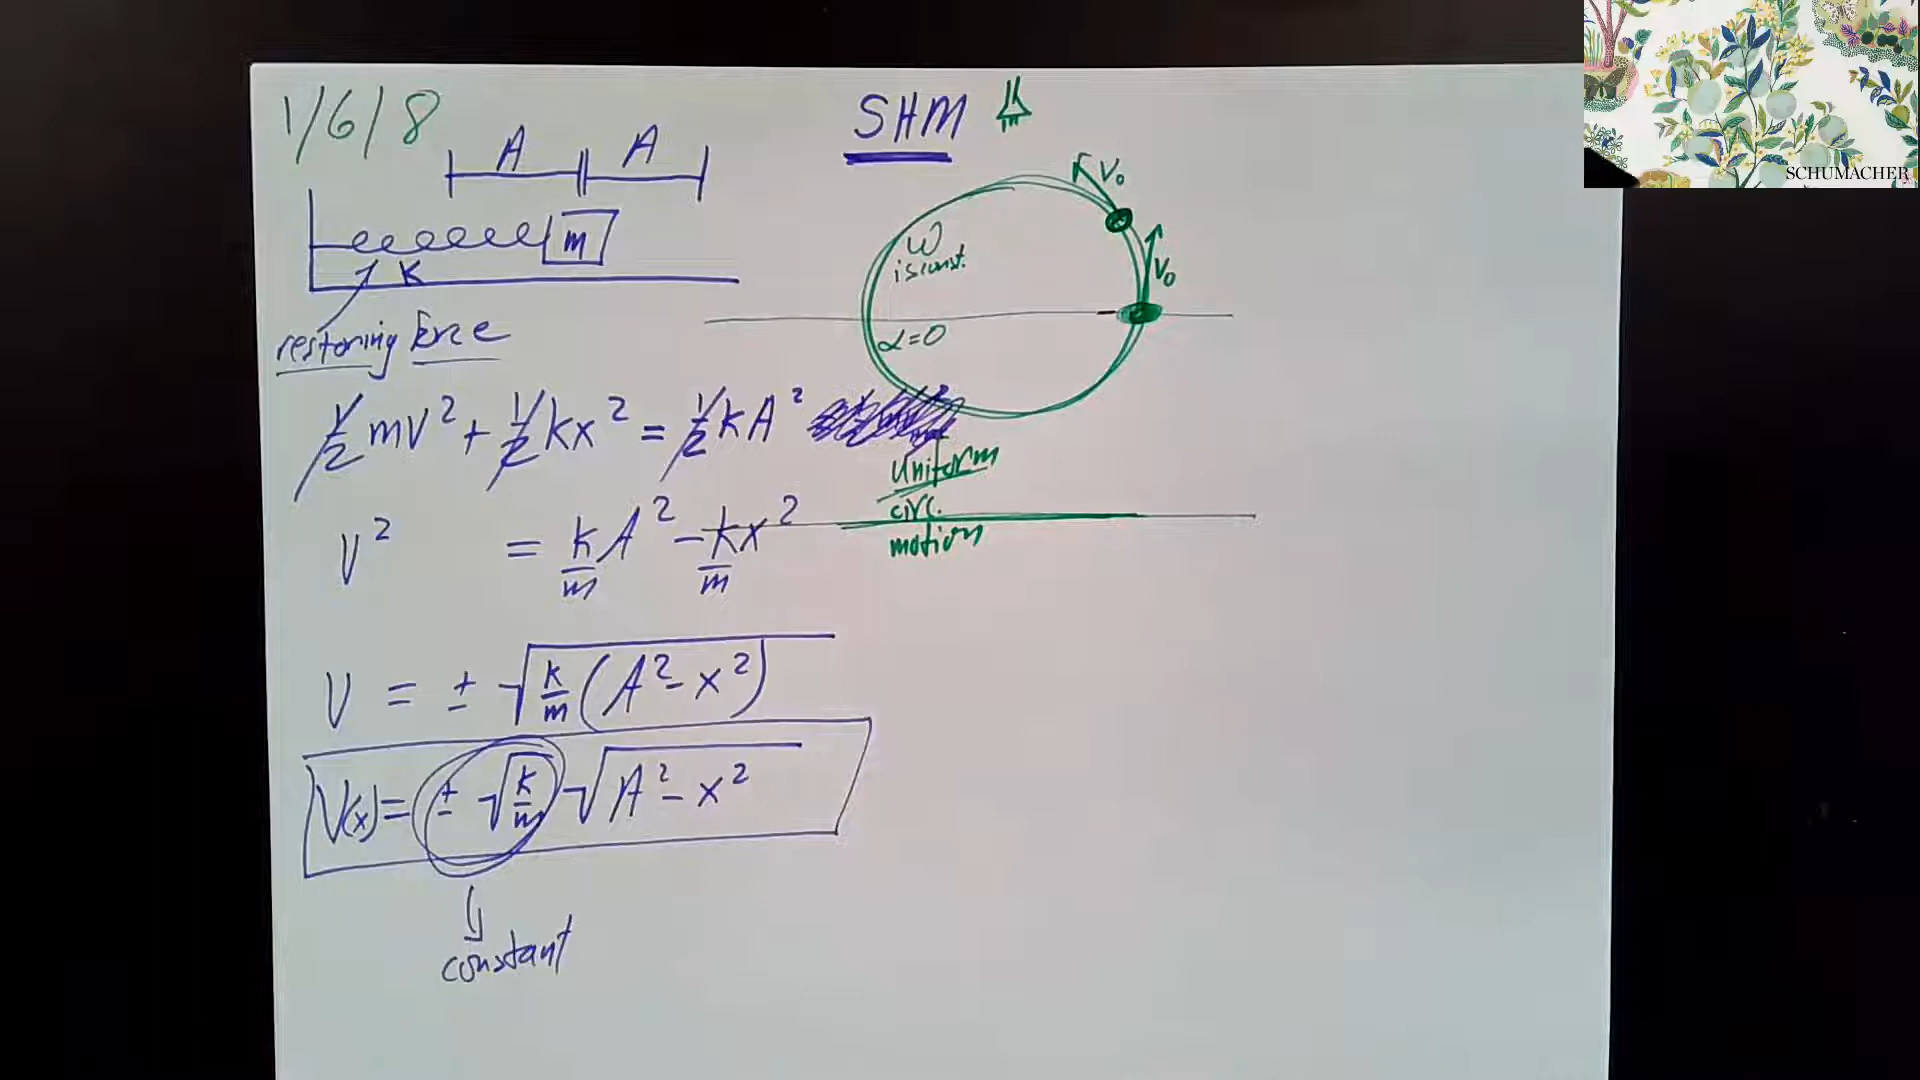 1/6/8
SHM
A A
m
K
restoring force
V₀
V₀
ω
is const.
α=0
½mv² + ½kx² = ½kA²
uniform
circ.
motion
V² = k/m A² - k/m x²
V = ± √(k/m (A² - x²))
V(x) = ± √(k/m) √(A² - x²)
constant
SCHUMACHER